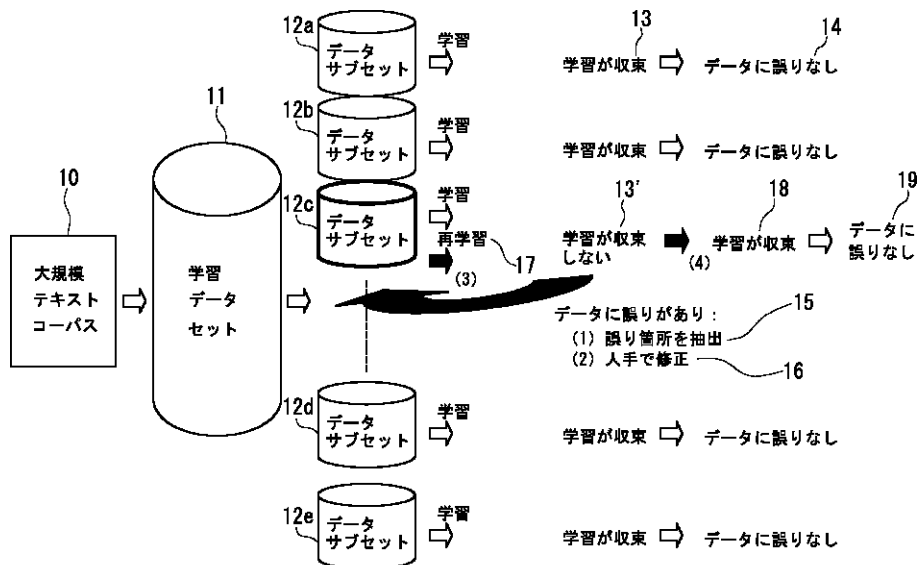 12a
データ
サブセット
学習
13
学習が収束
14
データに誤りなし
11
12b
データ
サブセット
学習
学習が収束
データに誤りなし
10
12c
データ
サブセット
学習
再学習
17
(3)
13'
学習が収束
しない
(4)
18
学習が収束
19
データに
誤りなし
大規模
テキスト
コーパス
学習
データ
セット
データに誤りがあり：
(1) 誤り箇所を抽出
15
(2) 人手で修正
16
12d
データ
サブセット
学習
学習が収束
データに誤りなし
12e
データ
サブセット
学習
学習が収束
データに誤りなし